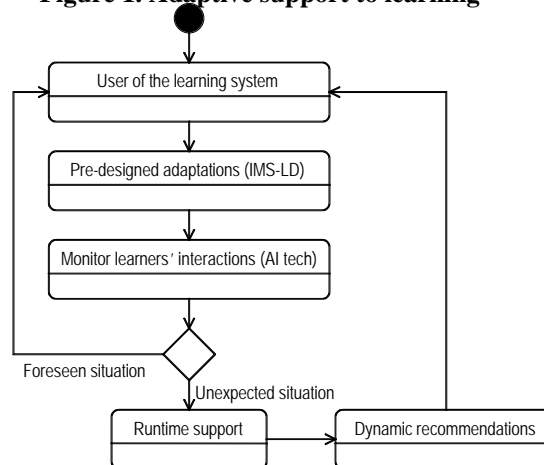 Figure 1. Adaptive support to learning
User of the learning system
Pre-designed adaptations (IMS-LD)
Monitor learners' interactions (AI tech)
Foreseen situation
Unexpected situation
Runtime support
Dynamic recommendations